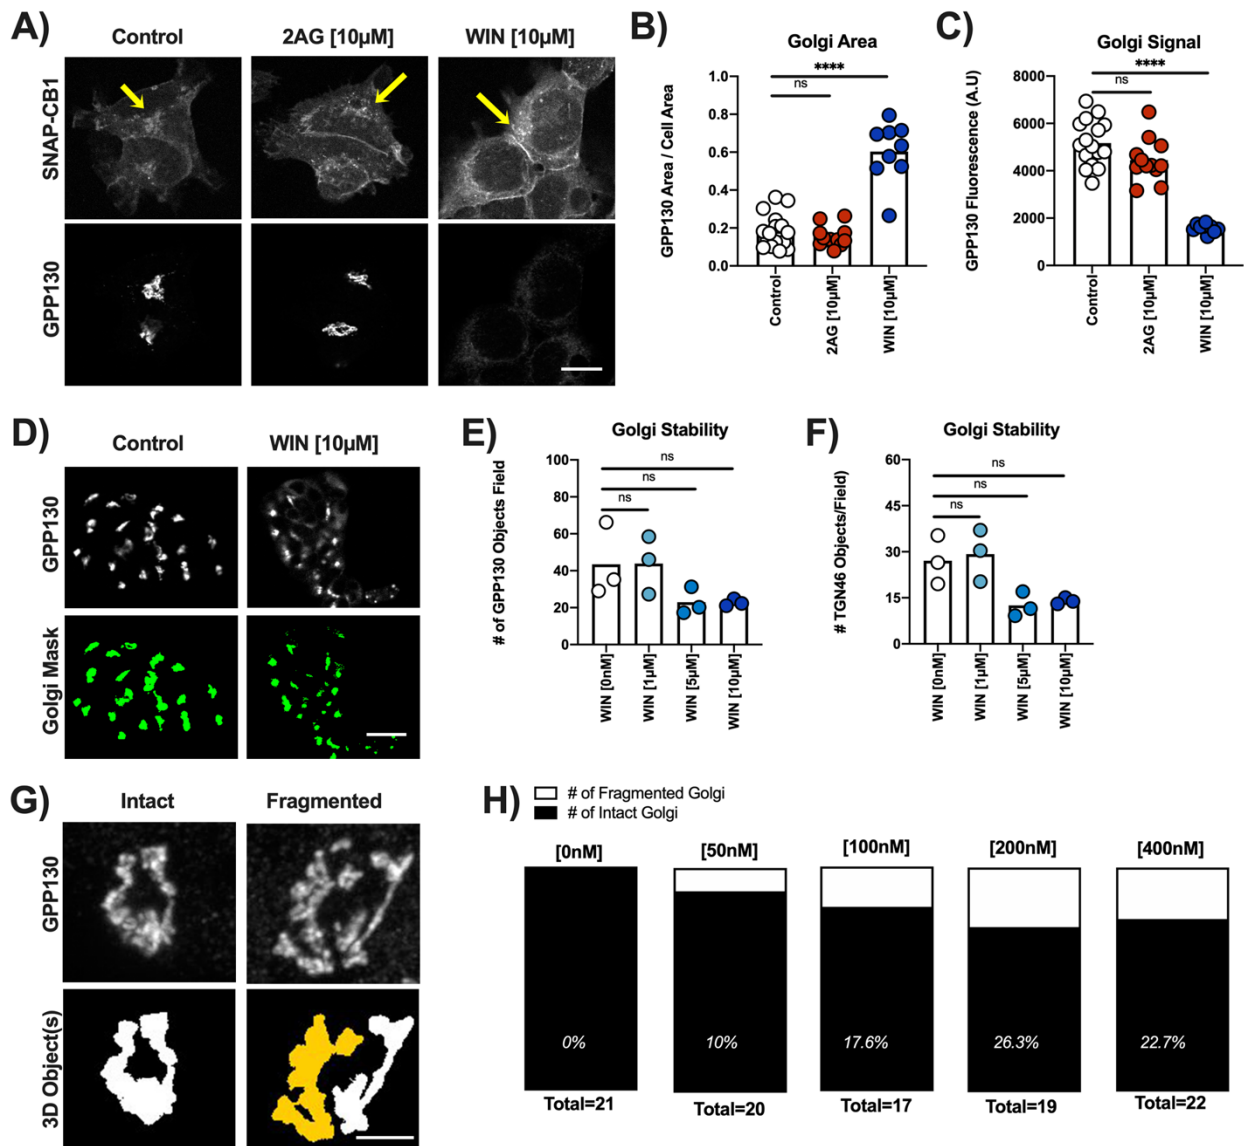 A)
Control
2AG [10µM]
WIN [10µM]
SNAP-CB1
GPP130
B)
Golgi Area
****
ns
1.0
0.8
0.6
0.4
0.2
0.0
GPP130 Area / Cell Area
Control
2AG [10µM]
WIN [10µM]
C)
Golgi Signal
****
ns
8000
6000
4000
2000
0
GPP130 Fluorescence (A.U)
Control
2AG [10µM]
WIN [10µM]
D)
Control
WIN [10µM]
GPP130
Golgi Mask
E)
Golgi Stability
ns
ns
ns
100
80
60
40
20
0
# of GPP130 Objects Field
WIN [0nM]
WIN [1µM]
WIN [5µM]
WIN [10µM]
F)
Golgi Stability
ns
ns
ns
60
45
30
15
0
# TGN46 Objects/Field)
WIN [0nM]
WIN [1µM]
WIN [5µM]
WIN [10µM]
G)
Intact
Fragmented
GPP130
3D Object(s)
H)
# of Fragmented Golgi
# of Intact Golgi
[0nM]
[50nM]
[100nM]
[200nM]
[400nM]
0%
10%
17.6%
26.3%
22.7%
Total=21
Total=20
Total=17
Total=19
Total=22